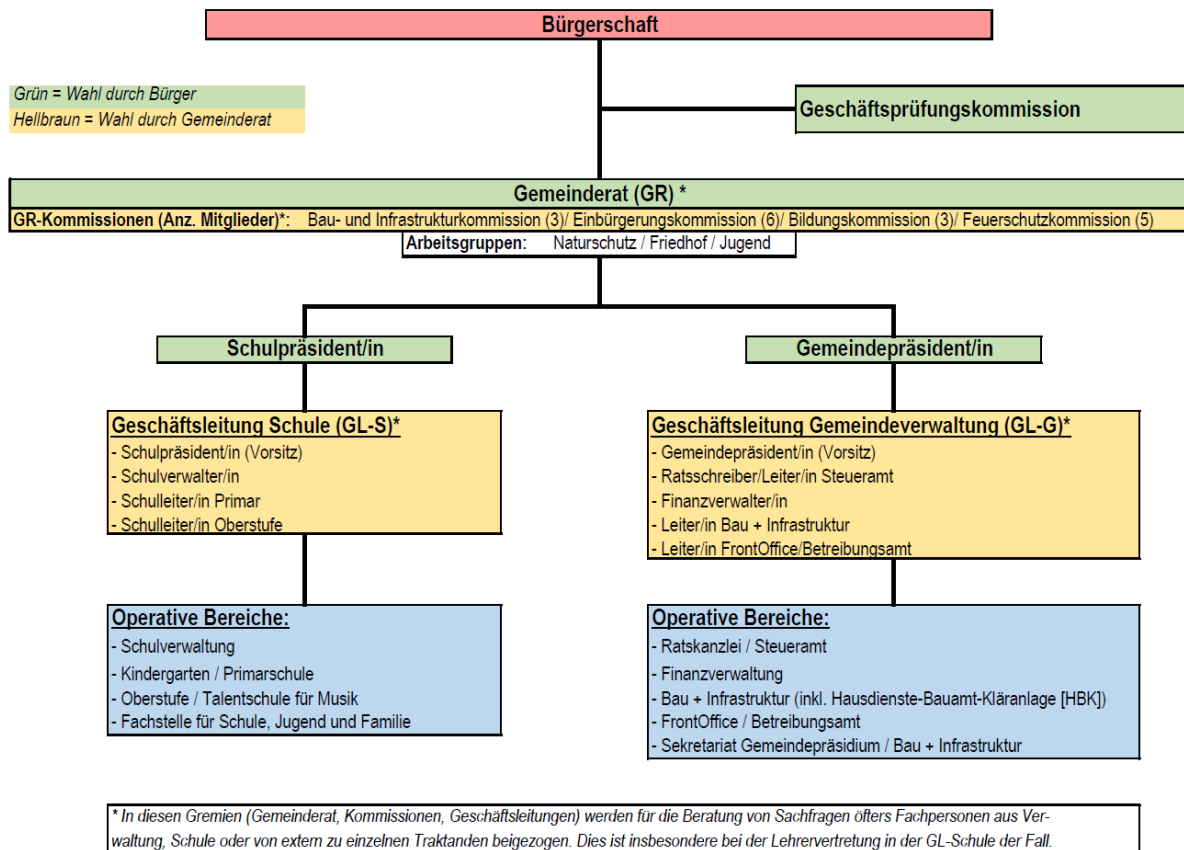 Bürgerschaft
Grün = Wahl durch Bürger
Hellbraun = Wahl durch Gemeinderat
Geschäftsprüfungskommission
Gemeinderat (GR) *
GR-Kommissionen (Anz. Mitglieder)*: Bau- und Infrastrukturkommission (3)/ Einbürgerungskommission (6)/ Bildungskommission (3)/ Feuerschutzkommission (5)
Arbeitsgruppen: Naturschutz / Friedhof / Jugend
Schulpräsident/in
Geschäftsleitung Schule (GL-S)*
- Schulpräsident/in (Vorsitz)
- Schulverwalter/in
- Schulleiter/in Primar
- Schulleiter/in Oberstufe
Operative Bereiche:
- Schulverwaltung
- Kindergarten / Primarschule
- Oberstufe / Talentschule für Musik
- Fachstelle für Schule, Jugend und Familie
Gemeindepräsident/in
Geschäftsleitung Gemeindeverwaltung (GL-G)*
- Gemeindepräsident/in (Vorsitz)
- Ratsschreiber/Leiter/in Steueramt
- Finanzverwalter/in
- Leiter/in Bau + Infrastruktur
- Leiter/in FrontOffice/Betreibungsamt
Operative Bereiche:
- Ratskanzlei / Steueramt
- Finanzverwaltung
- Bau + Infrastruktur (inkl. Hausdienste-Bauamt-Kläranlage [HBK])
- FrontOffice / Betreibungsamt
- Sekretariat Gemeindepräsidium / Bau + Infrastruktur
* In diesen Gremien (Gemeinderat, Kommissionen, Geschäftsleitungen) werden für die Beratung von Sachfragen öfters Fachpersonen aus Ver-
waltung, Schule oder von extern zu einzelnen Traktanden beigezogen. Dies ist insbesondere bei der Lehrervertretung in der GL-Schule der Fall.